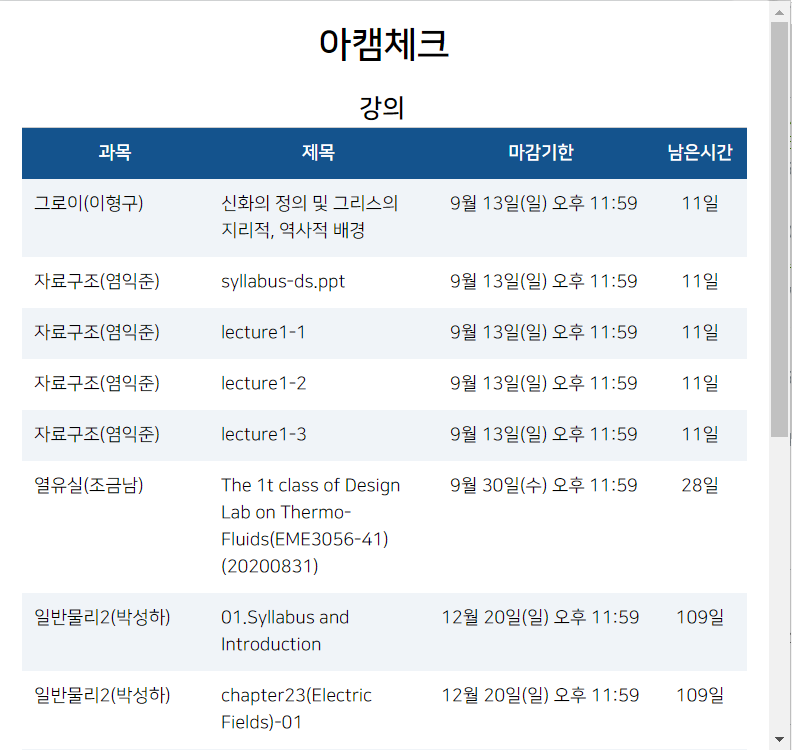 아캠체크
강의
과목 제목 마감기한 남은시간
그로이(이형구) 신화의 정의 및 그리스의 9월 13일(일) 오후 11:59 11일
지리적, 역사적 배경
자료구조(염익준) syllabus-ds.ppt 9월 13일(일) 오후 11:59 11일
자료구조(염익준) lecture1-1 9월 13일(일) 오후 11:59 11일
자료구조(염익준) lecture1-2 9월 13일(일) 오후 11:59 11일
자료구조(염익준) lecture1-3 9월 13일(일) 오후 11:59 11일
열유실(조금남) The 1t class of Design 9월 30일(수) 오후 11:59 28일
Lab on Thermo-
Fluids(EME3056-41)
(20200831)
일반물리2(박성하) 01.Syllabus and 12월 20일(일) 오후 11:59 109일
Introduction
일반물리2(박성하) chapter23(Electric 12월 20일(일) 오후 11:59 109일
Fields)-01